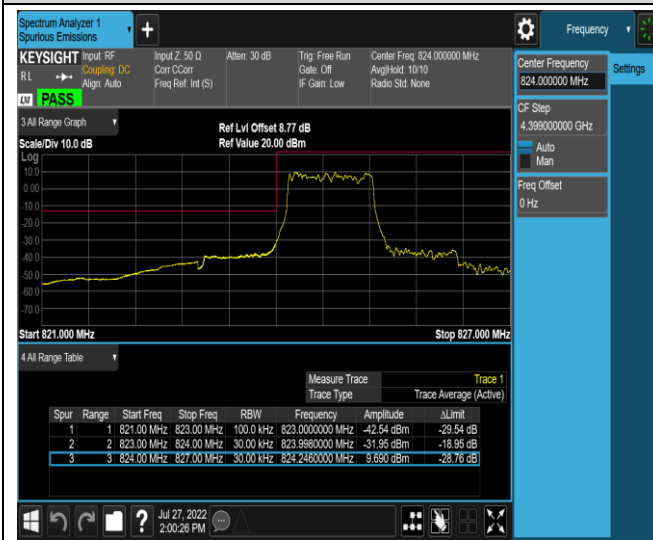 Spectrum Analyzer 1
Spurious Emissions
Frequency
KEYSIGHT Input: RF Input Z: 50 Ω Atten: 30 dB Trig: Free Run Center Freq: 824.000000 MHz
RL Coupling: DC Corr CCorr Gate: Off Avg|Hold: 10/10
Align: Auto Freq Ref: Int (S) IF Gain: Low Radio Std: None
LXI PASS
Center Frequency
824.000000 MHz
Settings
CF Step
4.399000000 GHz
Auto
Man
Freq Offset
0 Hz
3 All Range Graph
Ref Lvl Offset 8.77 dB
Scale/Div 10.0 dB Ref Value 20.00 dBm
Log
10.0
0.00
-10.0
-20.0
-30.0
-40.0
-50.0
-60.0
-70.0
Start 821.000 MHz Stop 827.000 MHz
4 All Range Table
Measure Trace Trace 1
Trace Type Trace Average (Active)
Spur Range Start Freq Stop Freq RBW Frequency Amplitude ΔLimit
1 1 821.00 MHz 823.00 MHz 100.0 kHz 823.0000000 MHz -42.54 dBm -29.54 dB
2 2 823.00 MHz 824.00 MHz 30.00 kHz 823.9980000 MHz -31.95 dBm -18.95 dB
3 3 824.00 MHz 827.00 MHz 30.00 kHz 824.2460000 MHz 9.690 dBm -28.76 dB
Jul 27, 2022
2:00:26 PM